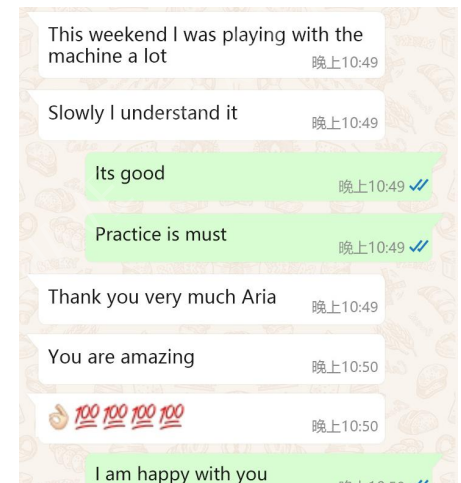 This weekend I was playing with the
machine a lot
晚上10:49
Slowly I understand it
晚上10:49
Its good
晚上10:49
Practice is must
晚上10:49
Thank you very much Aria
晚上10:49
You are amazing
晚上10:50
👌🏻💯💯💯💯
晚上10:50
I am happy with you